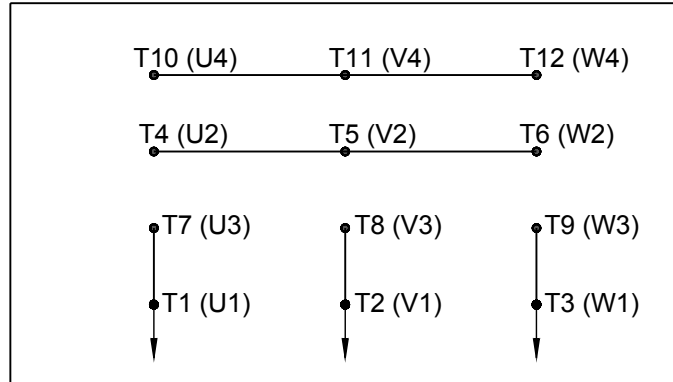 T10 (U4) T11 (V4) T12 (W4)
T4 (U2) T5 (V2) T6 (W2)
T7 (U3) T8 (V3) T9 (W3)
T1 (U1) T2 (V1) T3 (W1)